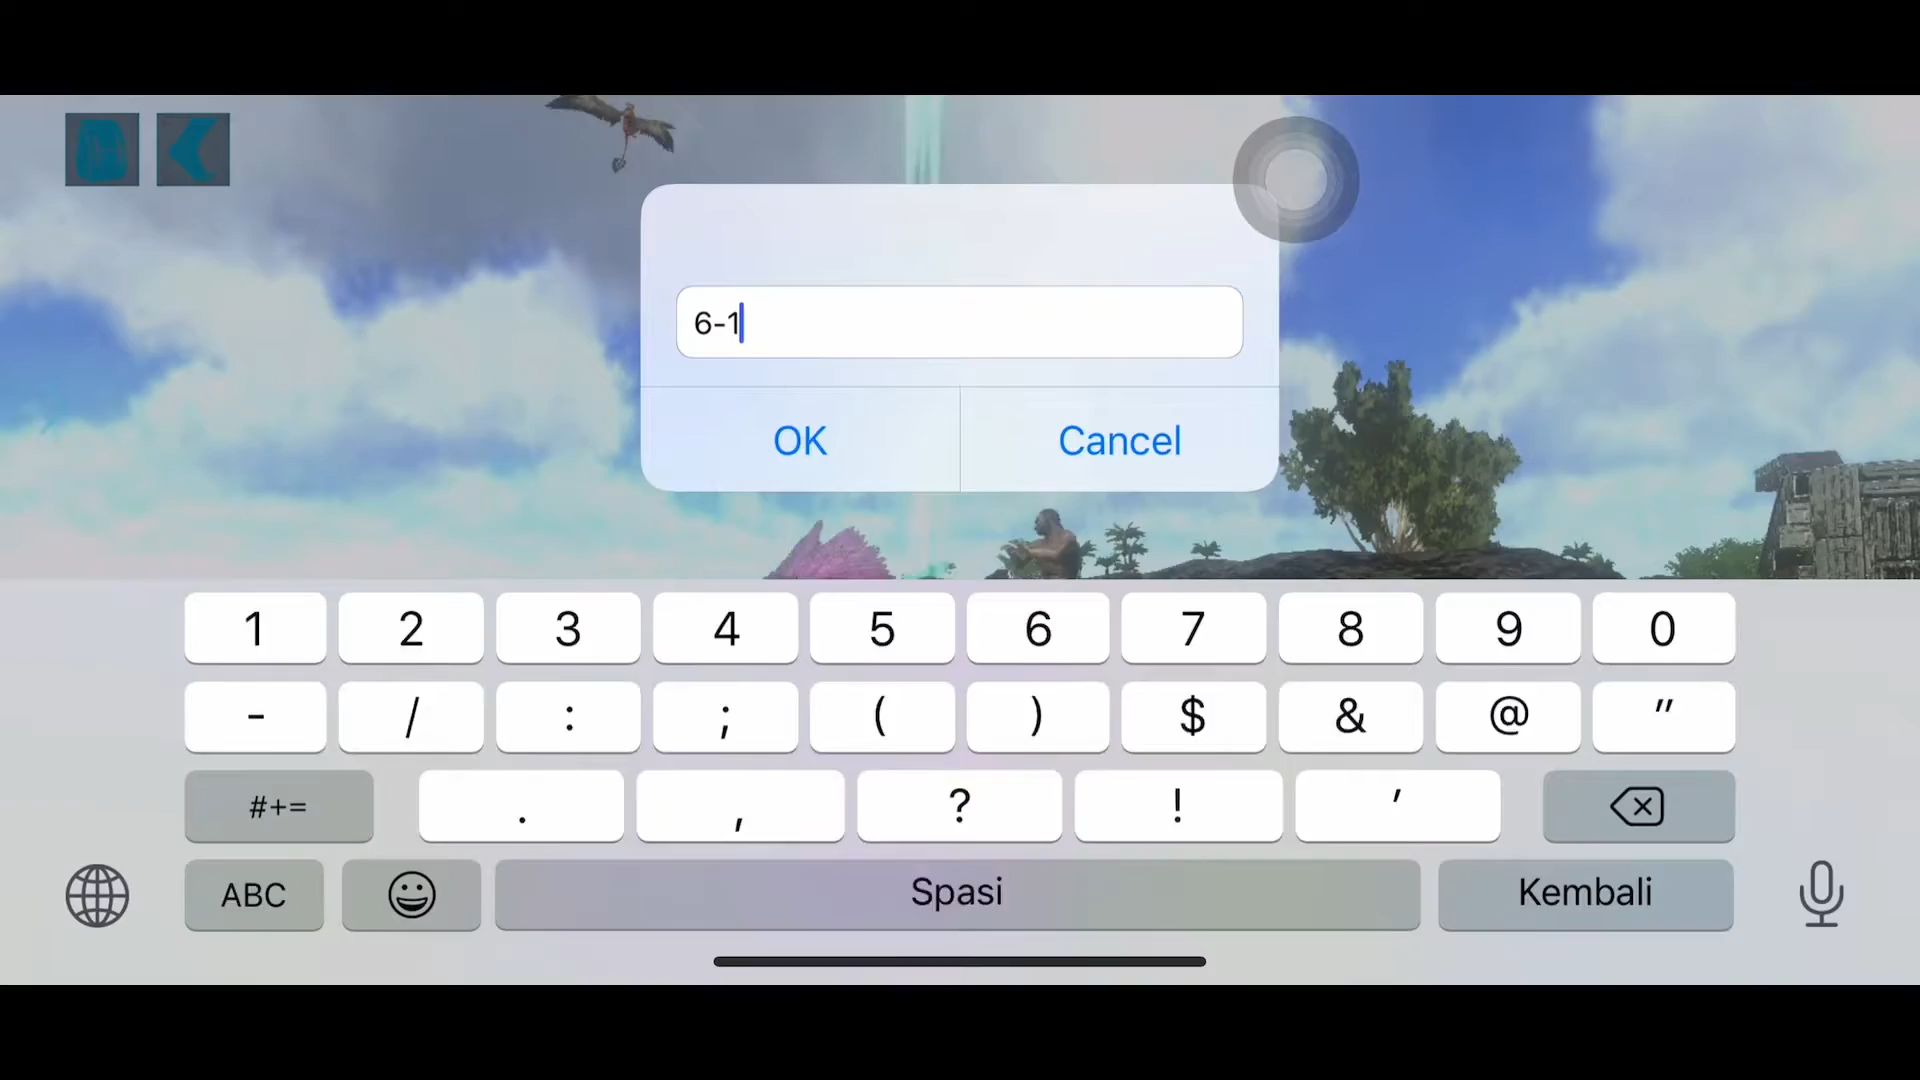 6-1
OK Cancel
1 2 3 4 5 6 7 8 9 0
- / : ; ( ) $ & @ "
#+= . , ? ! '
ABC Spasi Kembali